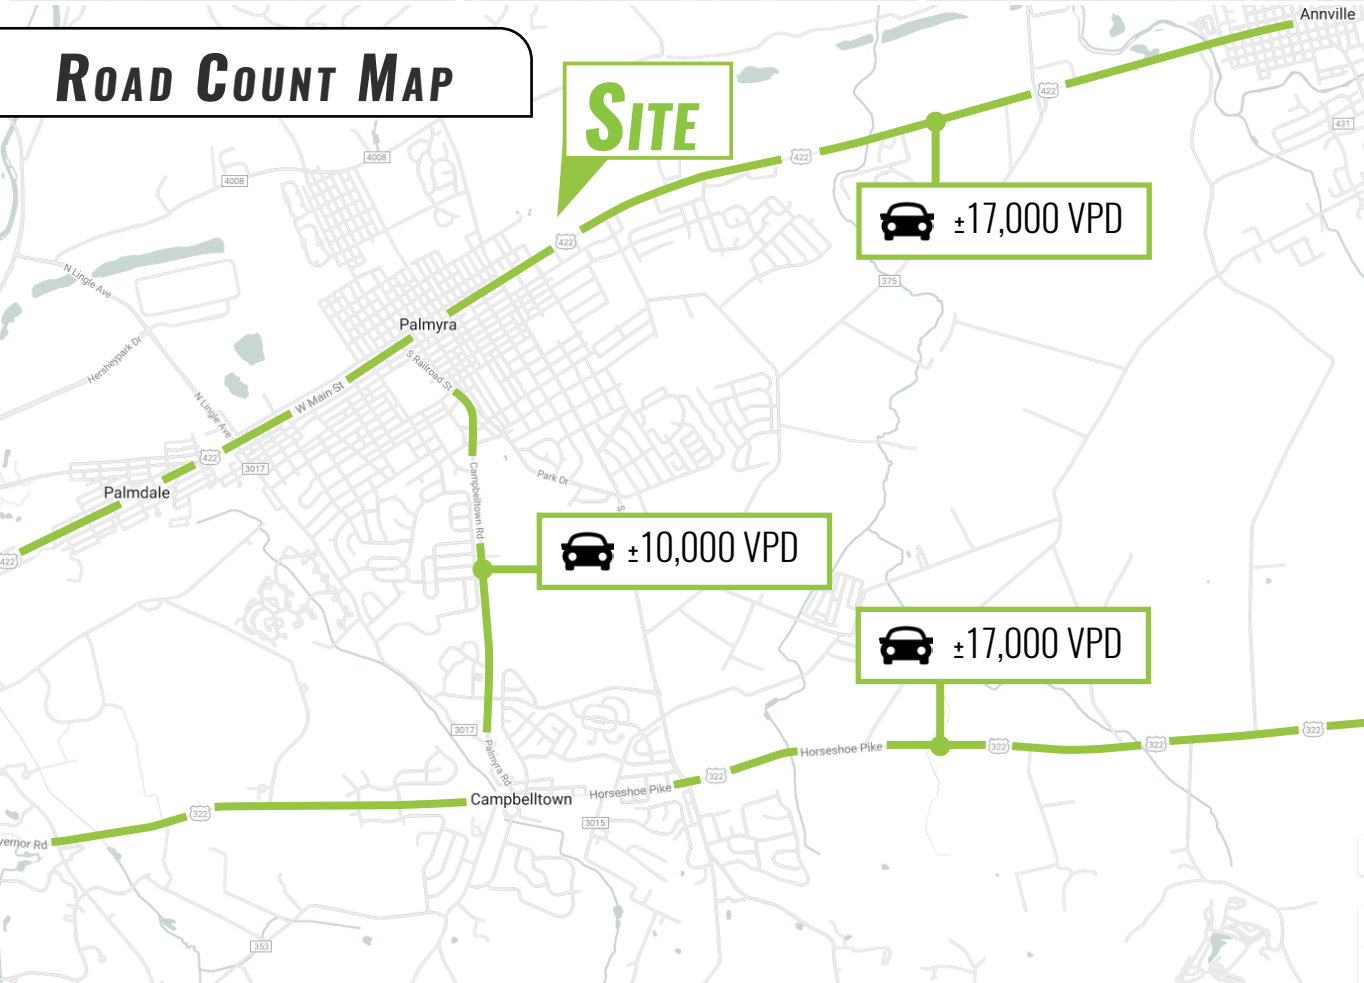 Annville
ROAD COUNT MAP
SITE
422
431
4008
422
4008
±17,000 VPD
422
N Lingle Ave
375
Palmyra
Hersheypark Dr
S Railroad St
W Main St
N Lingle Ave
422
3017
Park Dr
Palmdale
Campbelltown Rd
S
±10,000 VPD
422
±17,000 VPD
3017
322
Palmyra Rd
Horseshoe Pike
322
322
322
Horseshoe Pike
Campbelltown
322
3015
vernor Rd
353